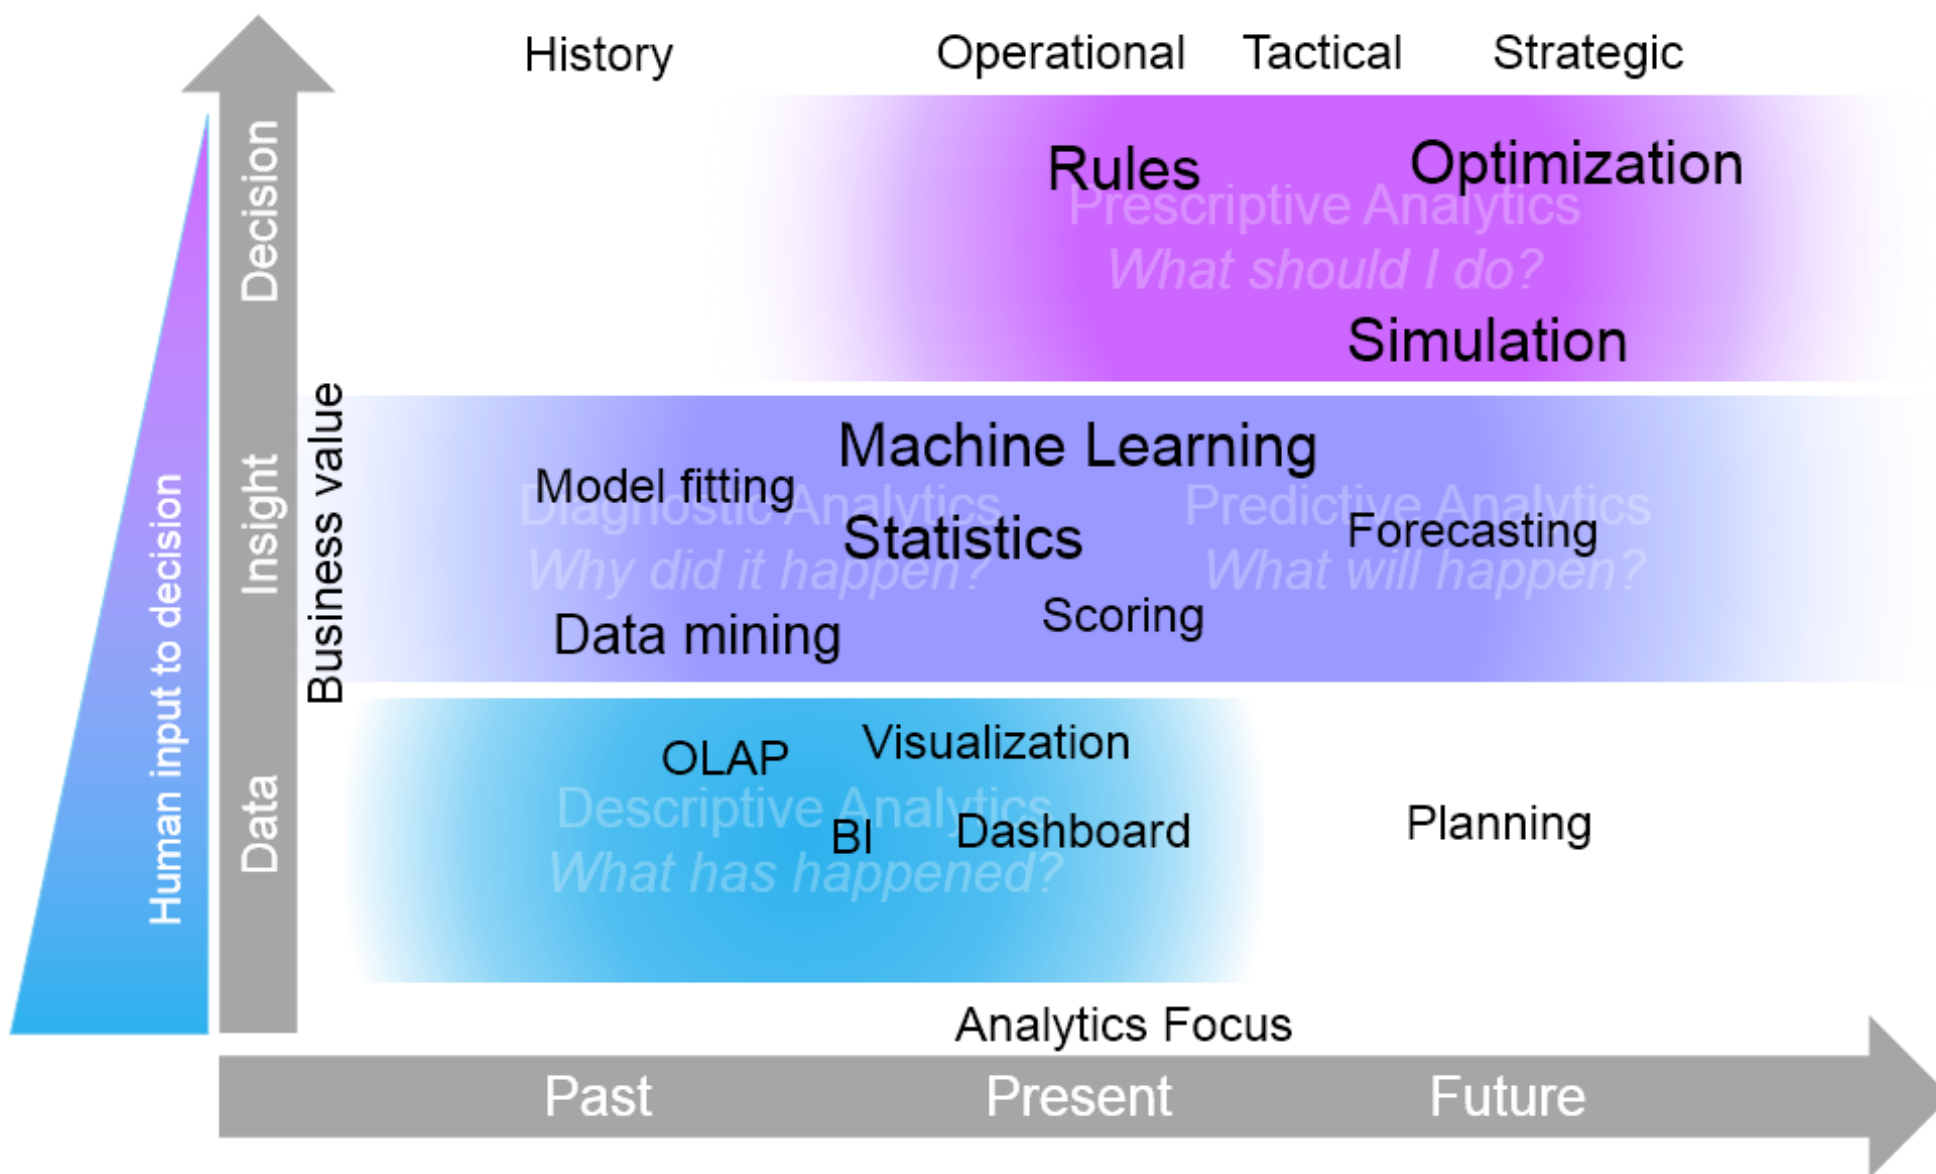 History
Operational
Tactical
Strategic
Rules
Optimization
Prescriptive Analytics
What should I do?
Simulation
Machine Learning
Model fitting
Diagnostic Analytics
Why did it happen?
Statistics
Predictive Analytics
What will happen?
Forecasting
Data mining
Scoring
OLAP
Visualization
Descriptive Analytics
What has happened?
BI
Dashboard
Planning
Human input to decision
Decision
Insight
Data
Business value
Analytics Focus
Past
Present
Future